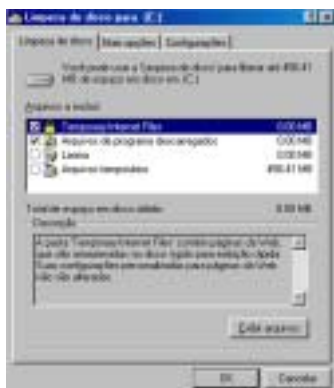 Limpeza de disco para (C:)
Limpeza de disco
Mais opções
Configurações
Você pode usar a Limpeza de disco para liberar até 490,41
MB de espaço em disco em (C:).
Arquivos a excluir:
Temporary Internet Files 0,00 MB
Arquivos de programa descarregados 0,00 MB
Lixeira 0,00 MB
Arquivos temporários 490,41 MB
Total de espaço em disco obtido: 0,00 MB
Descrição
A pasta Temporary Internet Files contém páginas da Web
que são armazenadas no disco rígido para exibição rápida.
Suas configurações personalizadas para páginas da Web
não são alteradas.
Exibir arquivos
OK
Cancelar